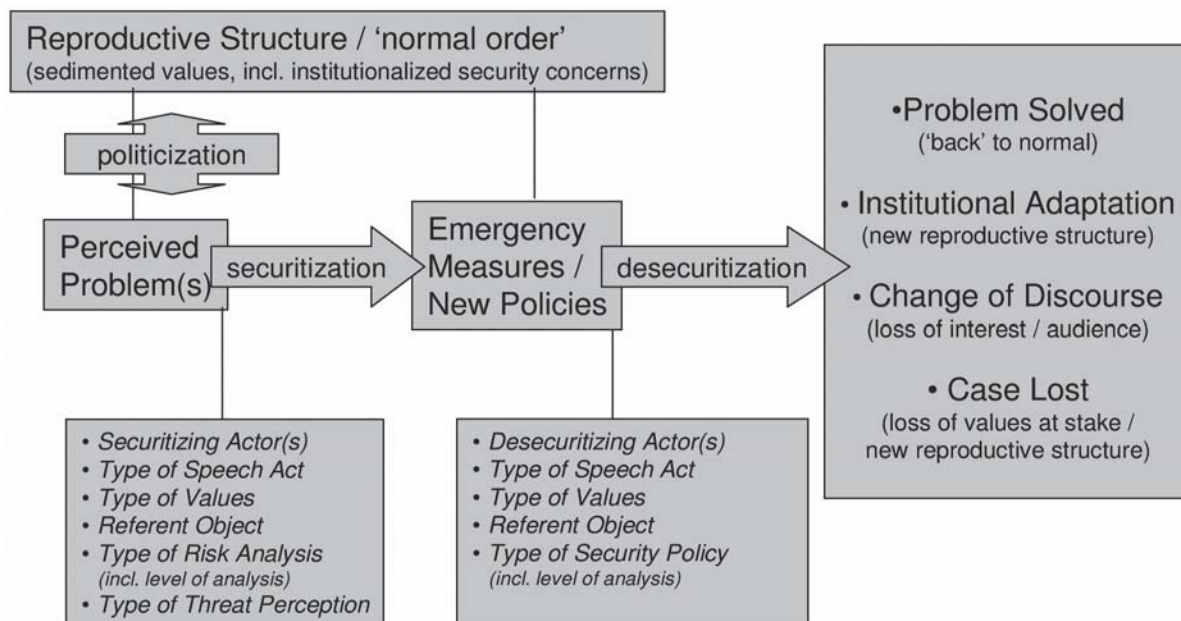 Reproductive Structure / ‘normal order’
(sedimented values, incl. institutionalized security concerns)
politicization
Perceived
Problem(s)
securitization
Emergency
Measures /
New Policies
desecuritization
•Problem Solved
(‘back’ to normal)
• Institutional Adaptation
(new reproductive structure)
• Change of Discourse
(loss of interest / audience)
• Case Lost
(loss of values at stake /
new reproductive structure)
• Securitizing Actor(s)
• Type of Speech Act
• Type of Values
• Referent Object
• Type of Risk Analysis
(incl. level of analysis)
• Type of Threat Perception
• Desecuritizing Actor(s)
• Type of Speech Act
• Type of Values
• Referent Object
• Type of Security Policy
(incl. level of analysis)